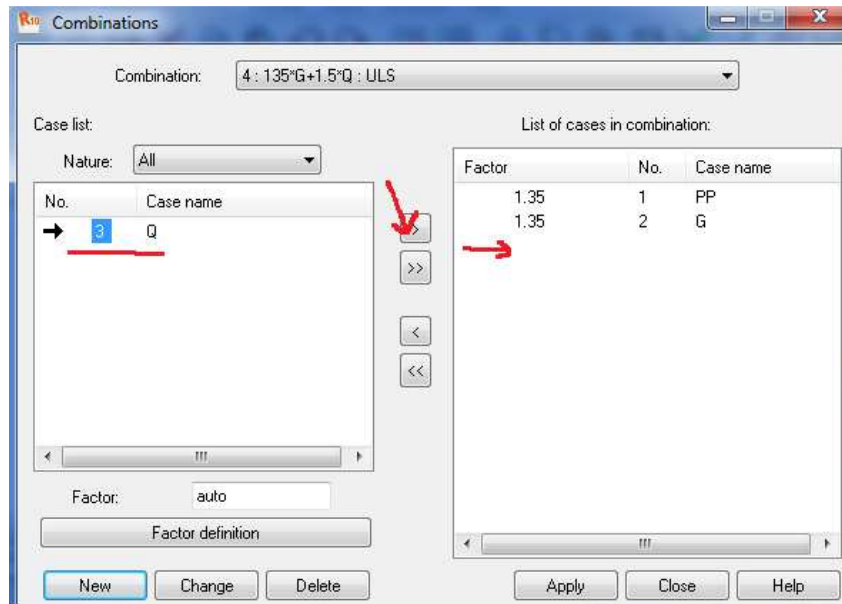 R10 Combinations
Combination: 4 : 135*G+1.5*Q : ULS
Case list:
Nature: All
No. Case name
3 Q
Factor: auto
Factor definition
New Change Delete
>
>>
<
<<
List of cases in combination:
Factor No. Case name
1.35 1 PP
1.35 2 G
Apply Close Help